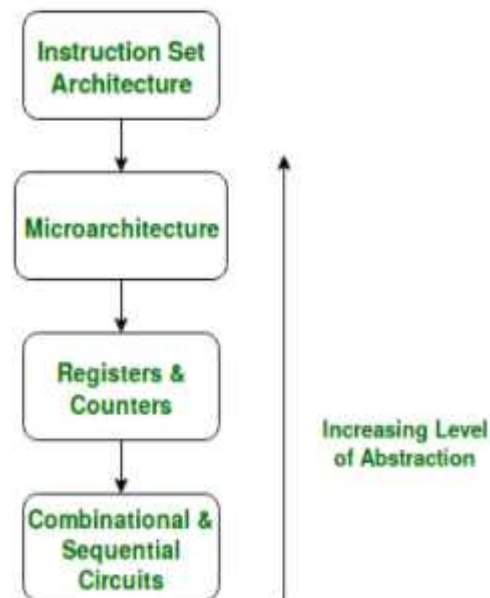 Instruction Set
Architecture
Microarchitecture
Registers &
Counters
Increasing Level
of Abstraction
Combinational &
Sequential
Circuits